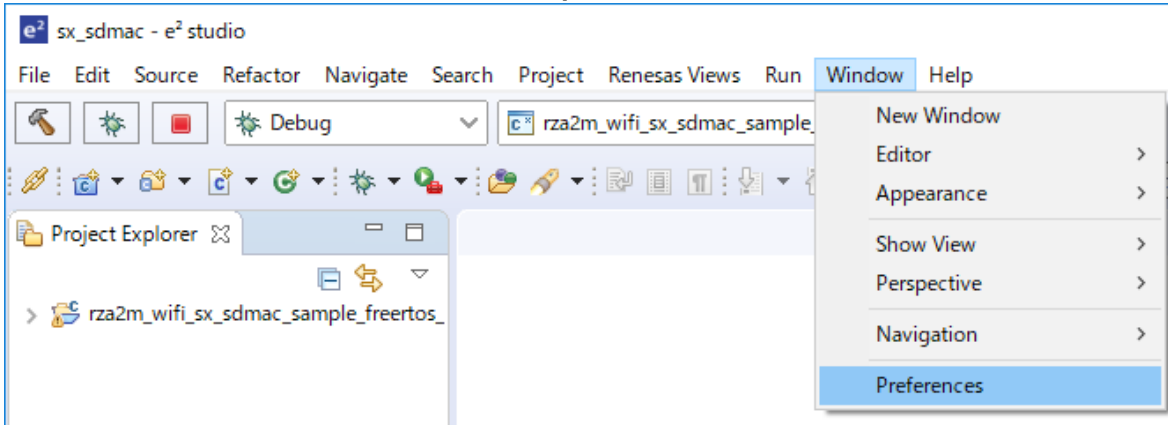 e² sx_sdmac - e² studio
File Edit Source Refactor Navigate Search Project Renesas Views Run Window Help
Debug rza2m_wifi_sx_sdmac_sample_
New Window
Editor
Appearance
Project Explorer
Show View
Perspective
rza2m_wifi_sx_sdmac_sample_freertos_
Navigation
Preferences